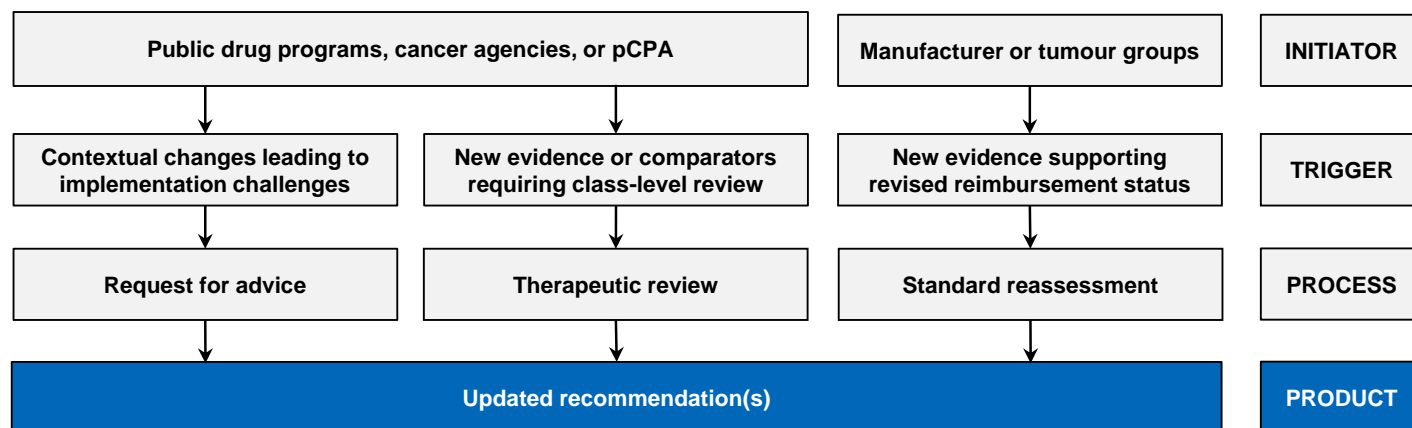 Public drug programs, cancer agencies, or pCPA
Manufacturer or tumour groups
INITIATOR
Contextual changes leading to
implementation challenges
New evidence or comparators
requiring class-level review
New evidence supporting
revised reimbursement status
TRIGGER
Request for advice
Therapeutic review
Standard reassessment
PROCESS
Updated recommendation(s)
PRODUCT